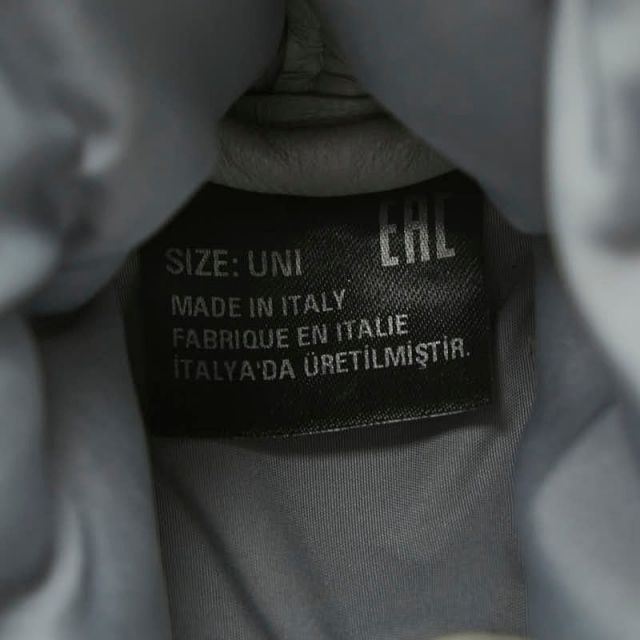 EAC
SIZE: UNI
MADE IN ITALY
FABRIQUE EN ITALIE
İTALYA'DA ÜRETİLMİŞTİR.